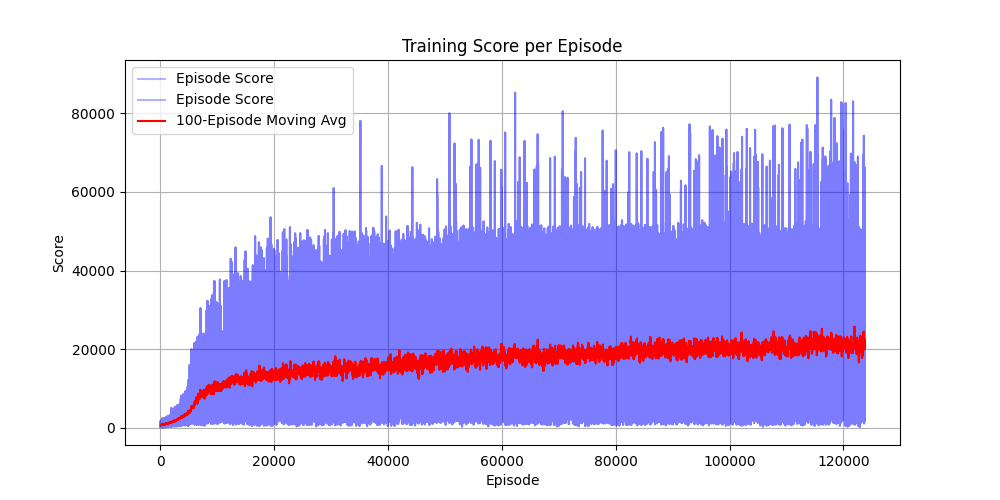 Training Score per Episode
Episode Score
Episode Score
100-Episode Moving Avg
80000
60000
40000
20000
0
Score
0 20000 40000 60000 80000 100000 120000
Episode